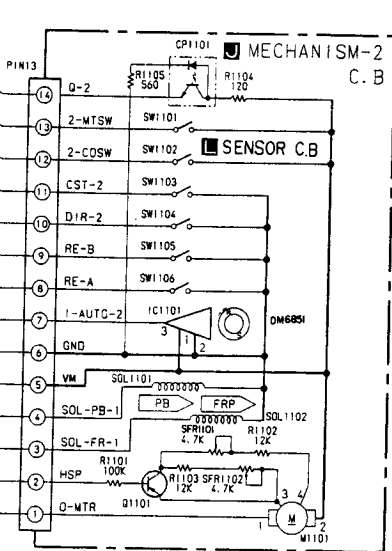 J MECHANISM-2
C.B
PIN13
CP1101
R1105
560
R1104
120
14 Q-2
13 2-MTSW SW1101
12 2-COSW SW1102
L SENSOR C.B
11 CST-2 SW1103
10 DIR-2 SW1104
9 RE-B SW1105
8 RE-A SW1106
7 1-AUTG-2 IC1101
3 1 2
DM6851
6 GND
5 VM
SOL1101
4 SOL-PB-1
PB FRP
SOL1102
3 SOL-FR-1
SFR1101
4.7K
R1102
12K
R1101
100K
2 HSP
Q1101
R1103
12K
SFR1102
4.7K
3 4
1 O-MTR
1 M 2
M1101